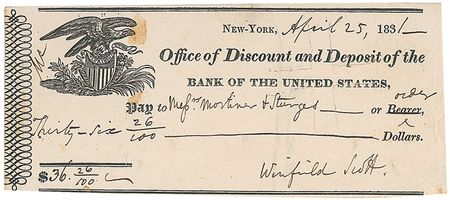 NEW-YORK, April 25, 1831
Office of Discount and Deposit of the
BANK OF THE UNITED STATES,
order
Pay to Messrs Mortimer & Sturges or Bearer,
Thirty-six 26/100 Dollars.
$36. 26/100
Winfield Scott.